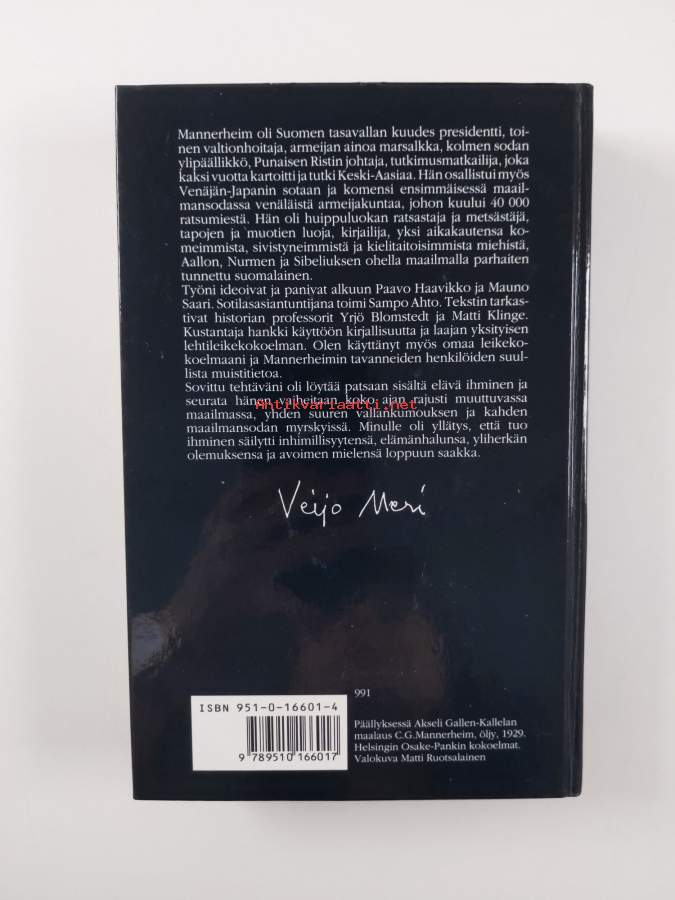 Mannerheim oli Suomen tasavallan kuudes presidentti, toi-
nen valtionhoitaja, armeijan ainoa marsalkka, kolmen sodan
ylipäällikkö, Punaisen Ristin johtaja, tutkimusmatkailija, joka
kaksi vuotta kartoitti ja tutki Keski-Aasiaa. Hän osallistui myös
Venäjän-Japanin sotaan ja komensi ensimmäisessä maail-
mansodassa venäläistä armeijakuntaa, johon kuului 40 000
ratsumiestä. Hän oli huippuluokan ratsastaja ja metsästäjä,
tapojen ja muotien luoja, kirjailija, yksi aikakautensa ko-
meimmista, sivistyneimmistä ja kielitaitoisimmista miehistä,
Aallon, Nurmen ja Sibeliuksen ohella maailmalla parhaiten
tunnettu suomalainen.
Työni ideoivat ja panivat alkuun Paavo Haavikko ja Mauno
Saari. Sotilasasiantuntijana toimi Sampo Ahto. Tekstin tarkas-
tivat historian professorit Yrjö Blomstedt ja Matti Klinge.
Kustantaja hankki käyttöön kirjallisuutta ja laajan yksityisen
lehtileikekokoelman. Olen käyttänyt myös omaa leikeko-
koelmaani ja Mannerheimin tavanneiden henkilöiden suul-
lista muistitietoa.
Sovittu tehtäväni oli löytää patsaan sisältä elävä ihminen ja
seurata hänen vaiheitaan koko ajan rajusti muuttuvassa
Antikvariaatti.net
maailmassa, yhden suuren vallankumouksen ja kahden
maailmansodan myrskyissä. Minulle oli yllätys, että tuo
ihminen säilytti inhimillisyytensä, elämänhalunsa, yliherkän
olemuksensa ja avoimen mielensä loppuun saakka.
Veijo Meri
991
ISBN 951-0-16601-4
9 789510 166017
Päällyksessä Akseli Gallen-Kallelan
maalaus C.G.Mannerheim, öljy, 1929.
Helsingin Osake-Pankin kokoelmat.
Valokuva Matti Ruotsalainen